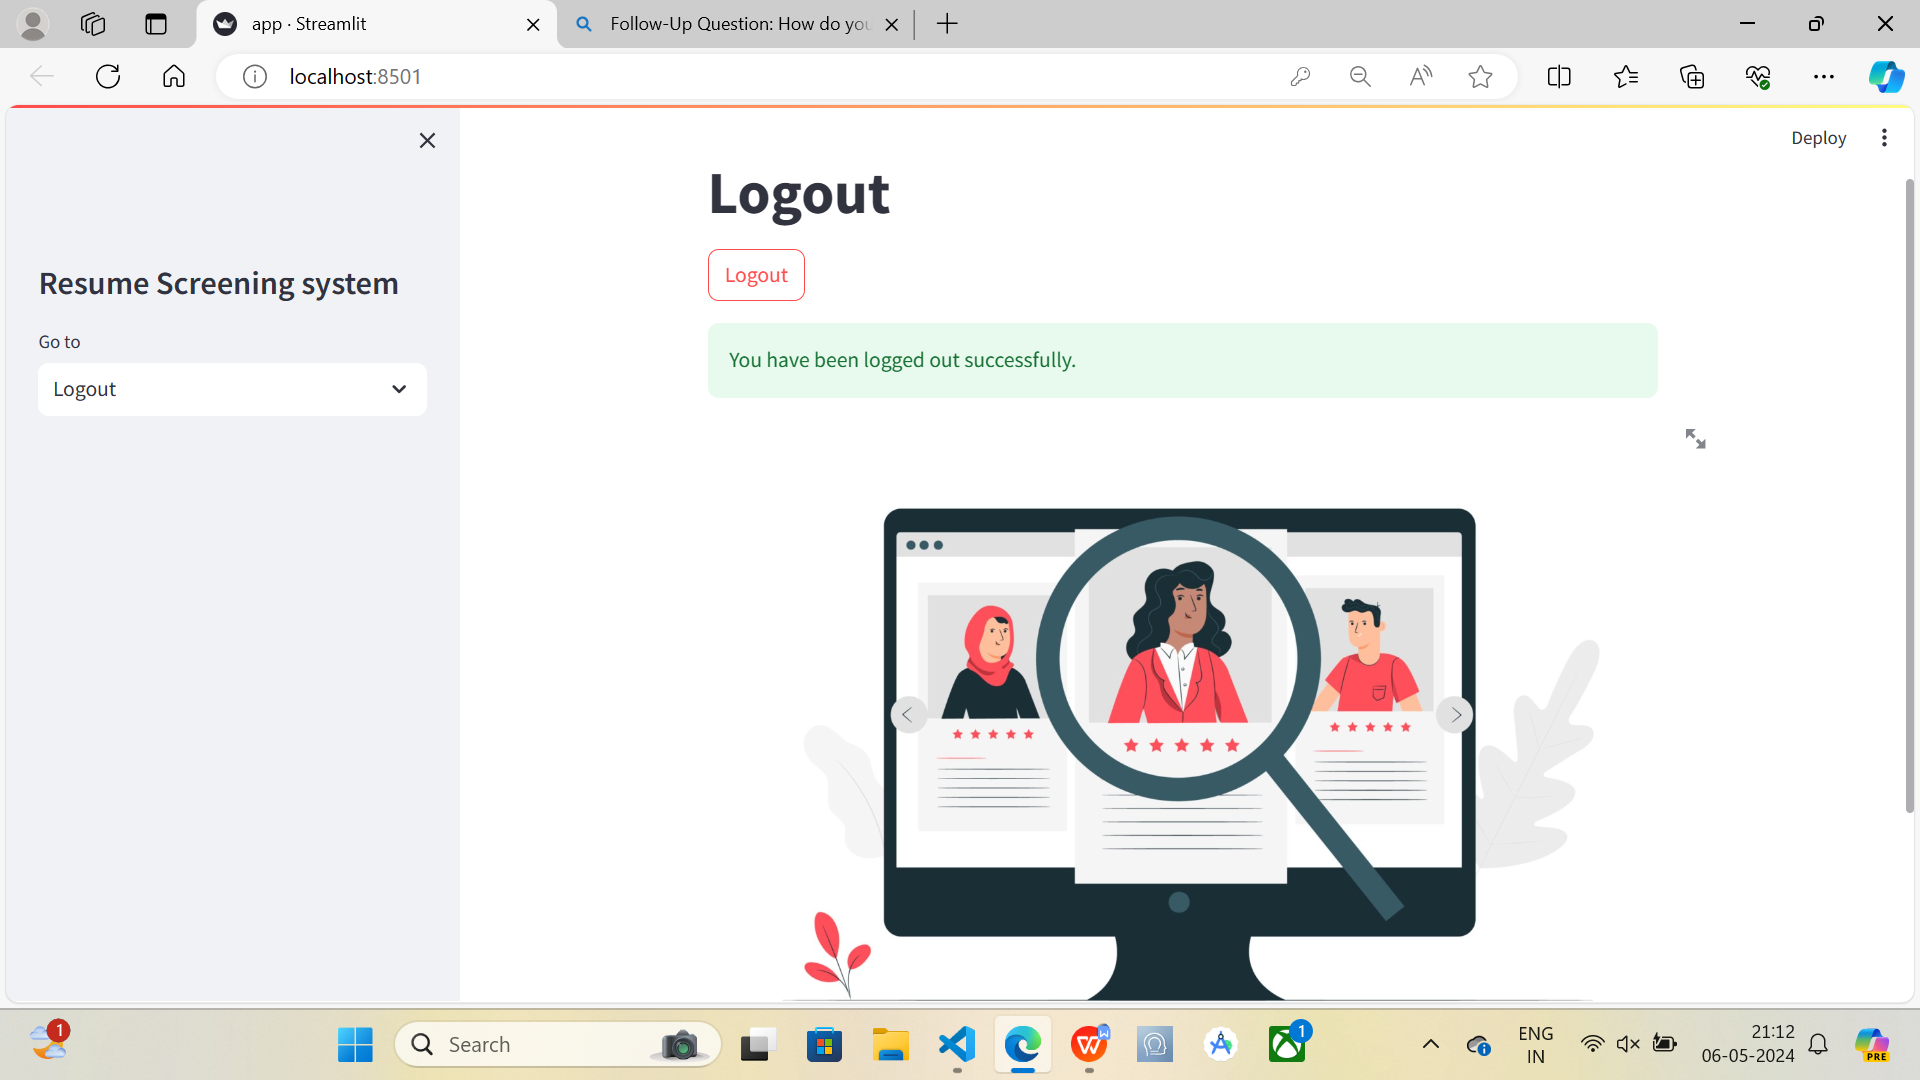 app · Streamlit
Follow-Up Question: How do you
localhost:8501
Deploy
Logout
Logout
You have been logged out successfully.
Resume Screening system
Go to
Logout
1
Search
1
ENG
IN
21:12
06-05-2024
PRE